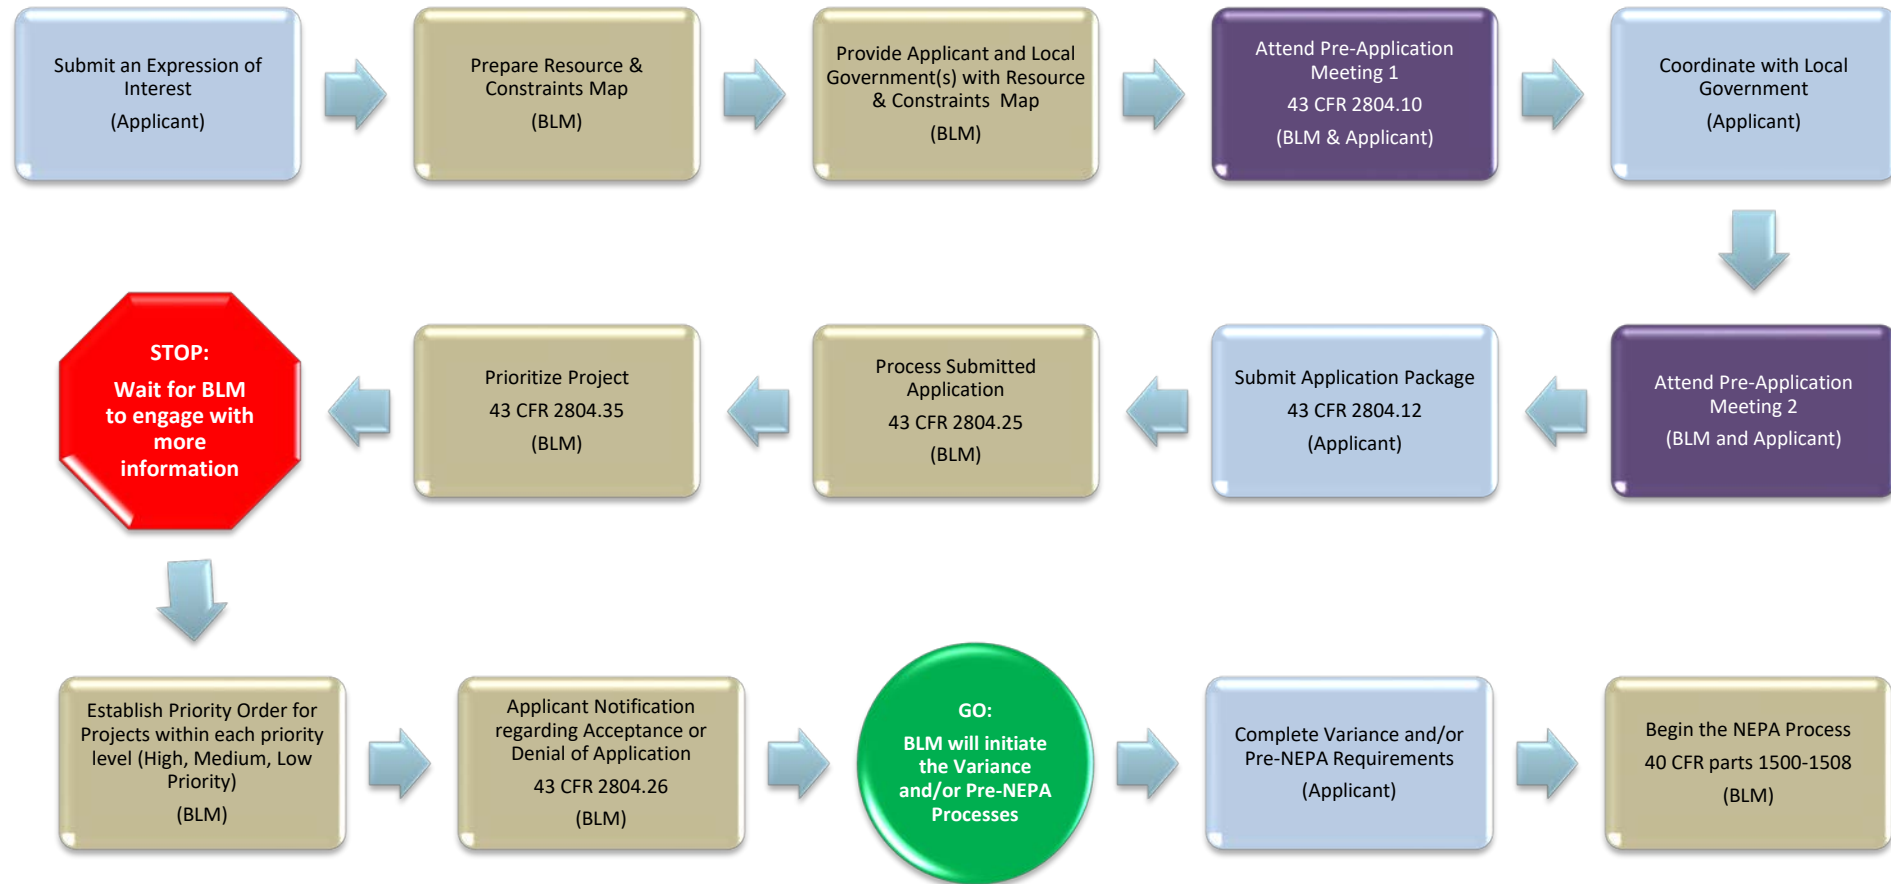 Submit an Expression of
Interest
(Applicant)
Prepare Resource &
Constraints Map
(BLM)
Provide Applicant and Local
Government(s) with Resource
& Constraints Map
(BLM)
Attend Pre-Application
Meeting 1
43 CFR 2804.10
(BLM & Applicant)
Coordinate with Local
Government
(Applicant)
Attend Pre-Application
Meeting 2
(BLM and Applicant)
Submit Application Package
43 CFR 2804.12
(Applicant)
Process Submitted
Application
43 CFR 2804.25
(BLM)
Prioritize Project
43 CFR 2804.35
(BLM)
STOP:
Wait for BLM
to engage with
more
information
Establish Priority Order for
Projects within each priority
level (High, Medium, Low
Priority)
(BLM)
Applicant Notification
regarding Acceptance or
Denial of Application
43 CFR 2804.26
(BLM)
GO:
BLM will initiate
the Variance
and/or Pre-NEPA
Processes
Complete Variance and/or
Pre-NEPA Requirements
(Applicant)
Begin the NEPA Process
40 CFR parts 1500-1508
(BLM)